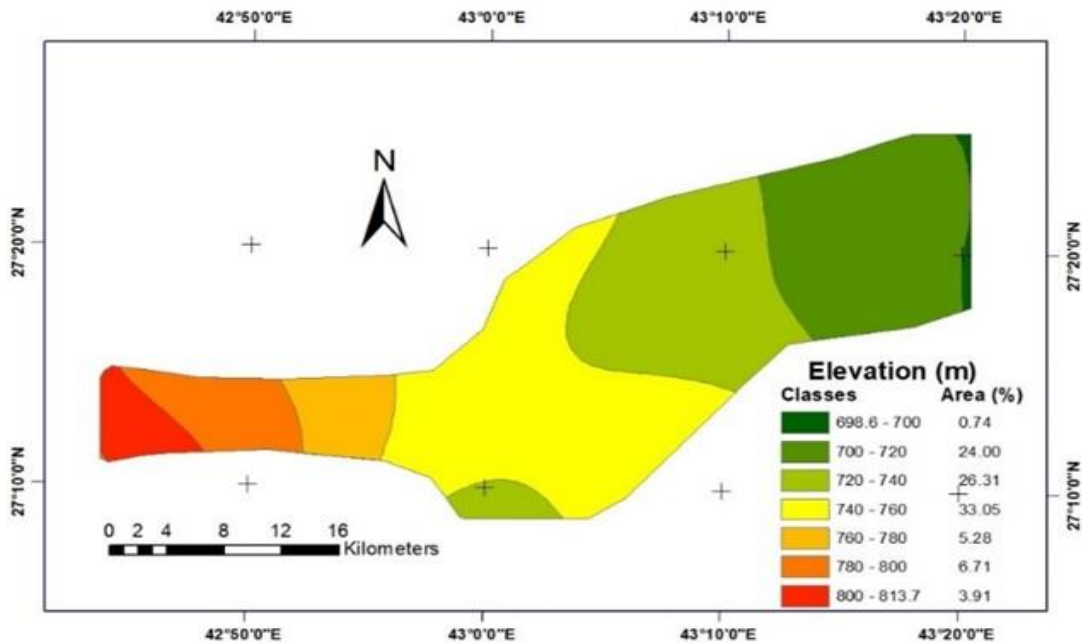 42°50'0"E 43°0'0"E 43°10'0"E 43°20'0"E
N
27°20'0"N 27°20'0"N
27°10'0"N 27°10'0"N
Elevation (m)
Classes Area (%)
698.6 - 700 0.74
700 - 720 24.00
720 - 740 26.31
740 - 760 33.05
760 - 780 5.28
780 - 800 6.71
800 - 813.7 3.91
0 2 4 8 12 16
Kilometers
42°50'0"E 43°0'0"E 43°10'0"E 43°20'0"E